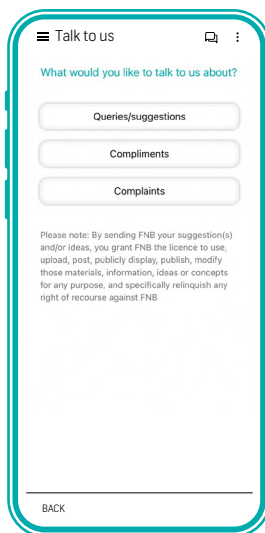 Talk to us
What would you like to talk to us about?
Queries/suggestions
Compliments
Complaints
Please note: By sending FNB your suggestion(s)
and/or ideas, you grant FNB the licence to use,
upload, post, publicly display, publish, modify
those materials, information, ideas or concepts
for any purpose, and specifically relinquish any
right of recourse against FNB
BACK